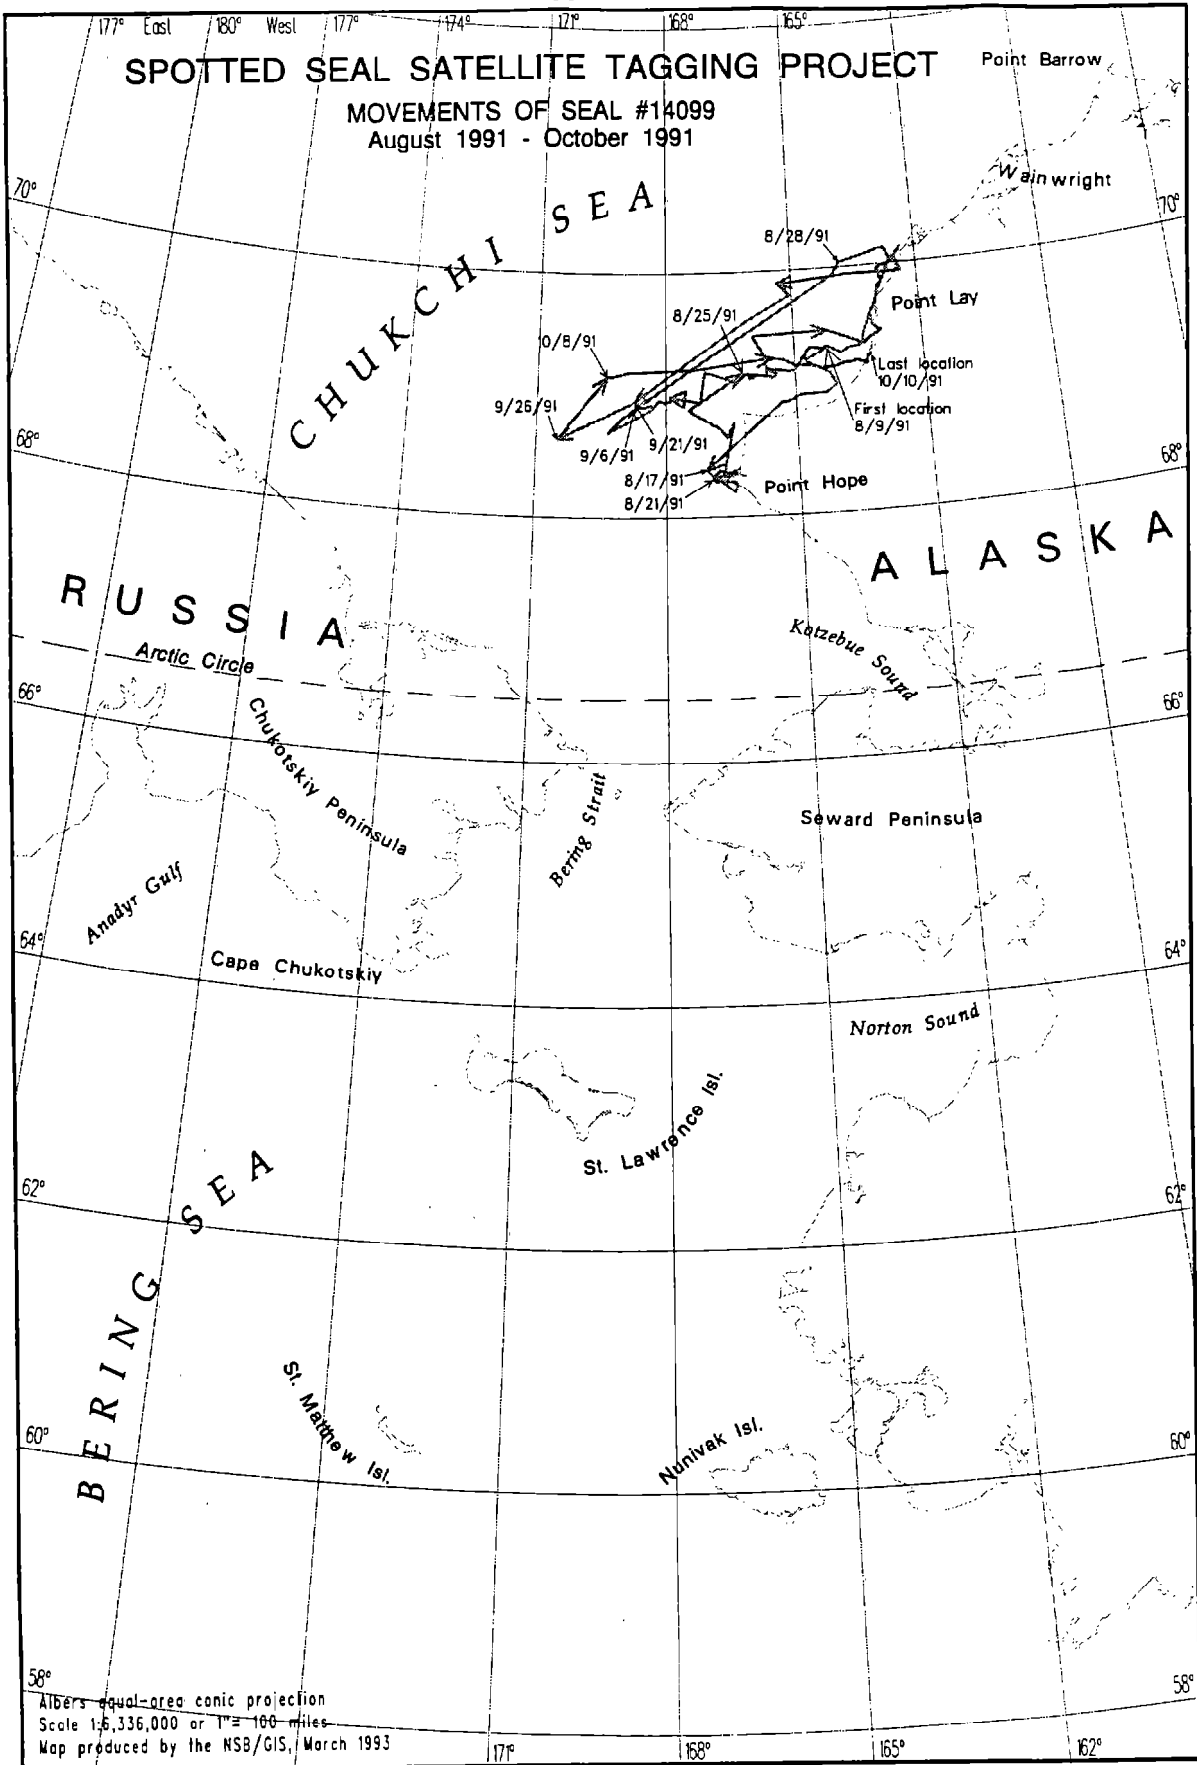 177° East 180° West 177° 174° 171° 168° 165°
SPOTTED SEAL SATELLITE TAGGING PROJECT
Point Barrow
MOVEMENTS OF SEAL #14099
August 1991 - October 1991
Wainwright
70°
70°
CHUKCHI SEA
8/28/91
Point Lay
8/25/91
10/8/91
Last location
10/10/91
9/26/91
First location
8/9/91
9/6/91
9/21/91
68°
68°
8/17/91
8/21/91
Point Hope
ALASKA
RUSSIA
Kotzebue Sound
Arctic Circle
66°
66°
Chukotskiy Peninsula
Bering Strait
Seward Peninsula
Anadyr Gulf
64°
64°
Cape Chukotskiy
Norton Sound
St. Lawrence Isl.
62°
62°
BERING SEA
St. Matthew Isl.
Nunivak Isl.
60°
60°
58°
58°
Albers equal-area conic projection
Scale 1:6,336,000 or 1"= 100 miles
Map produced by the NSB/GIS, March 1993
171° 168° 165° 162°